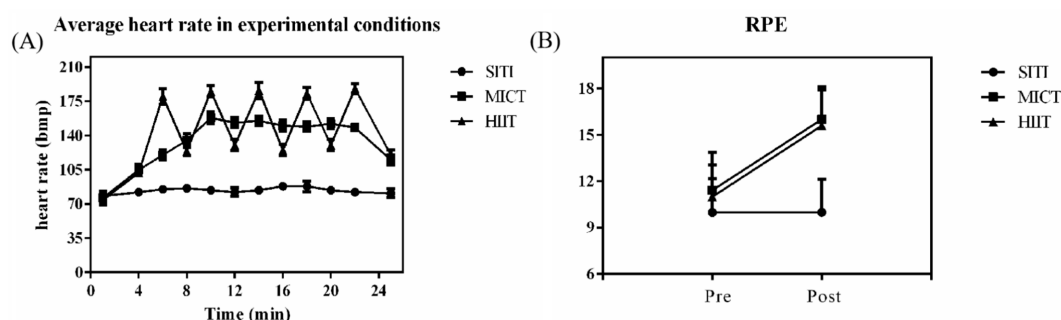 Average heart rate in experimental conditions
(A)
heart rate (bmp)
210
175
140
105
70
35
0
0 4 8 12 16 20 24
Time (min)
SITI
MICT
HIIT
RPE
(B)
18
15
12
9
6
Pre Post
SITI
MICT
HIIT